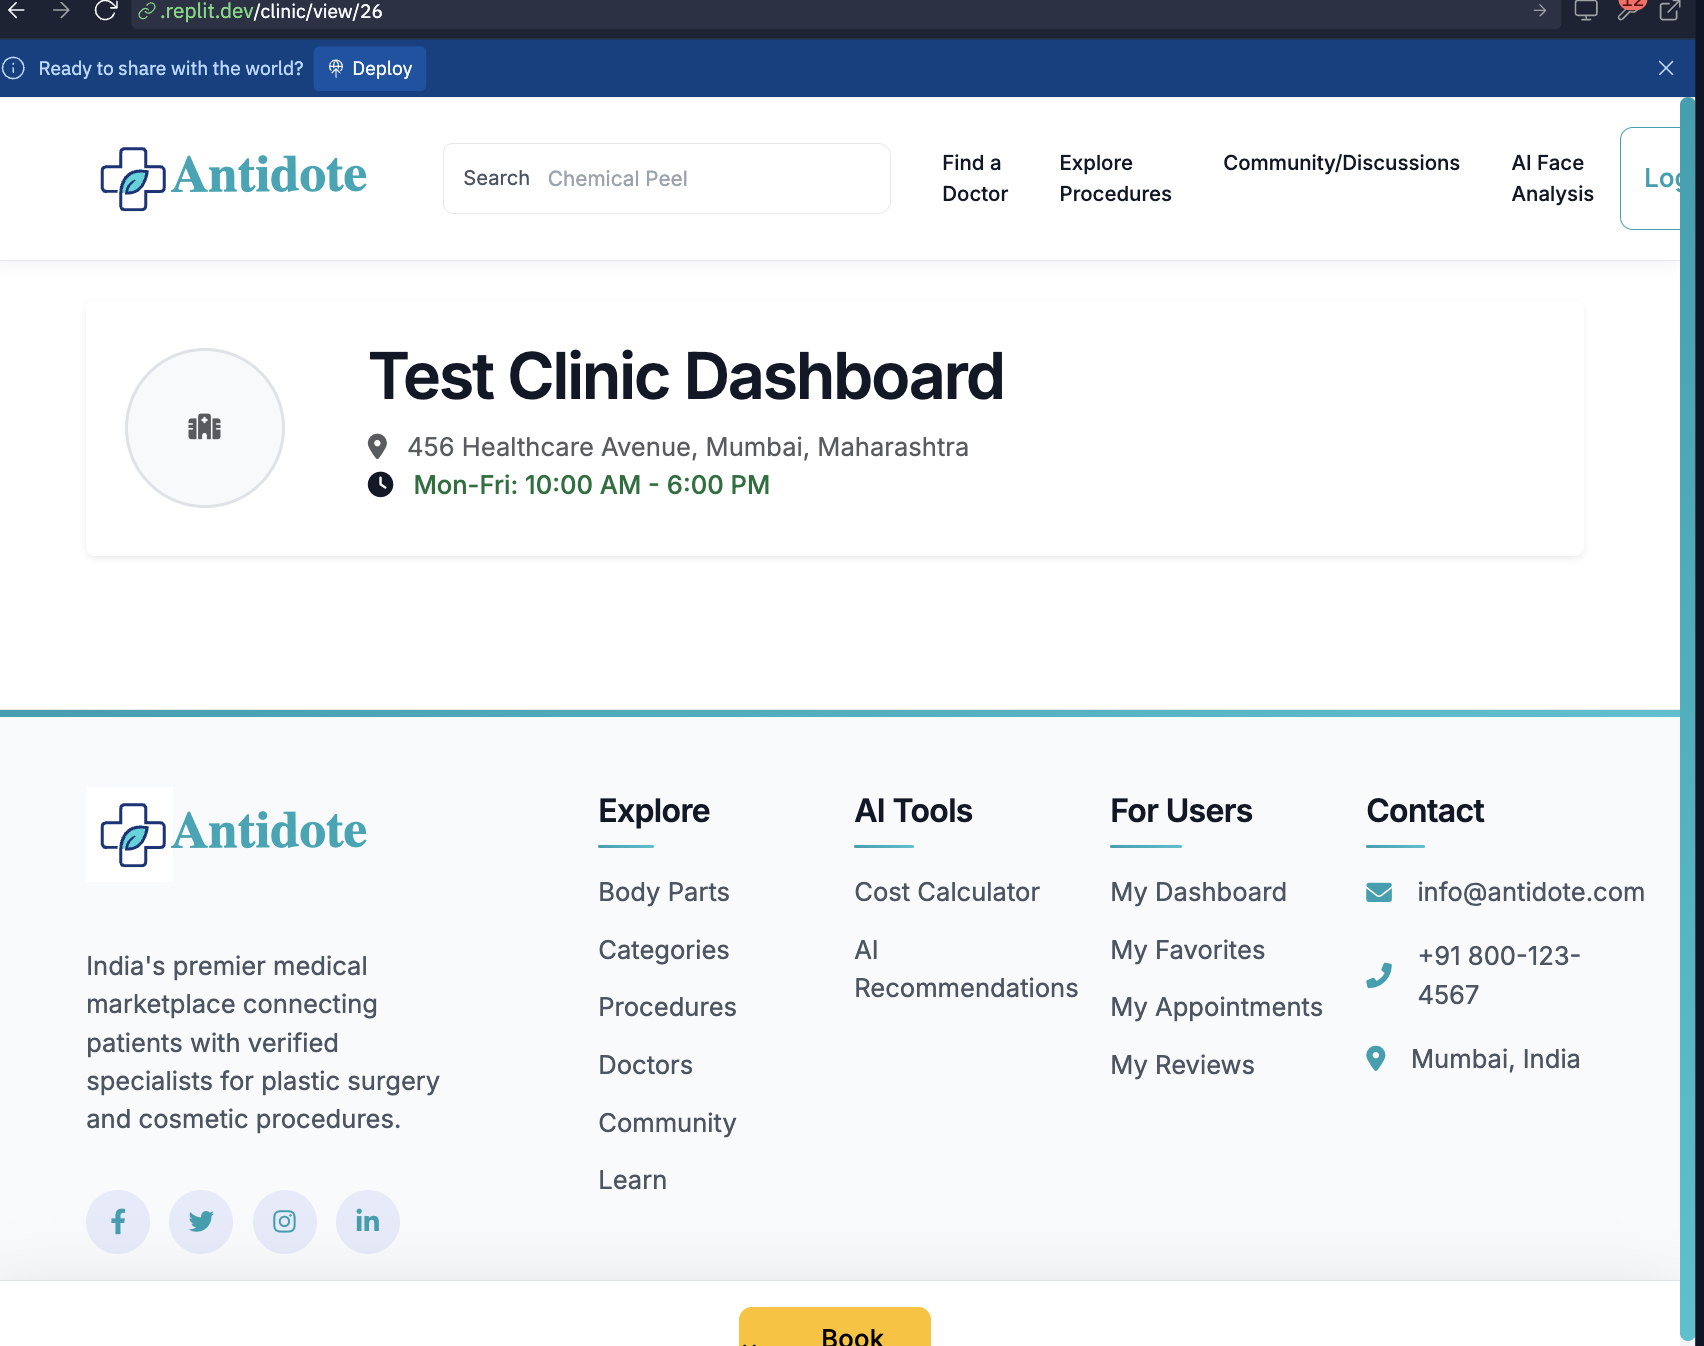 .replit.dev/clinic/view/26
12
Ready to share with the world?
Deploy
Antidote
Search Chemical Peel
Find a
Doctor
Explore
Procedures
Community/Discussions
AI Face
Analysis
Log
Test Clinic Dashboard
456 Healthcare Avenue, Mumbai, Maharashtra
Mon-Fri: 10:00 AM - 6:00 PM
Antidote
India's premier medical
marketplace connecting
patients with verified
specialists for plastic surgery
and cosmetic procedures.
Explore
Body Parts
Categories
Procedures
Doctors
Community
Learn
AI Tools
Cost Calculator
AI
Recommendations
For Users
My Dashboard
My Favorites
My Appointments
My Reviews
Contact
info@antidote.com
+91 800-123-
4567
Mumbai, India
Book